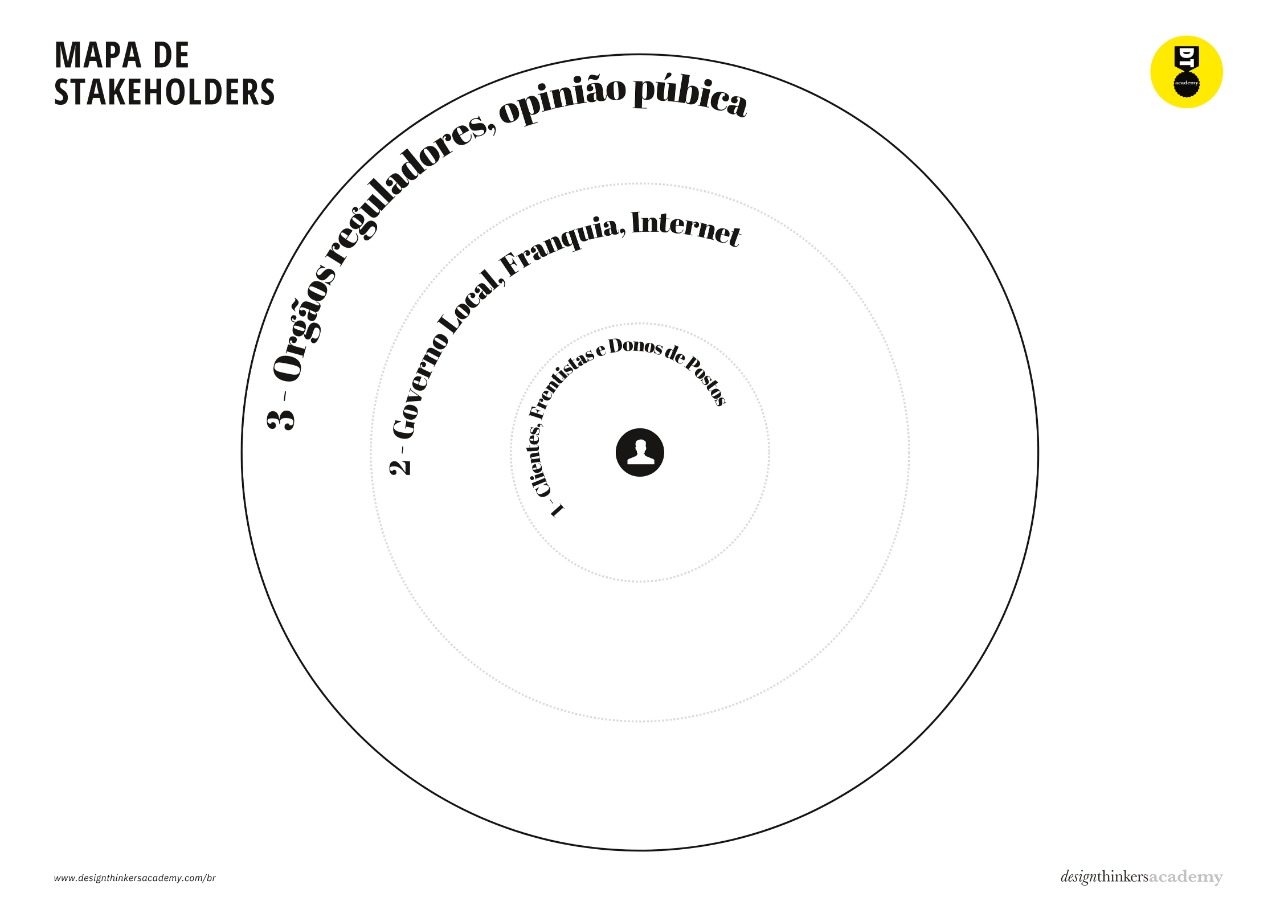 MAPA DE
STAKEHOLDERS
DT
academy
3 - Orgãos reguladores, opinião púbica
2 - Governo Local, Franquia, Internet
1 - Clientes, Frentistas e Donos de Postos
www.designthinkersacademy.com/br
designthinkersacademy